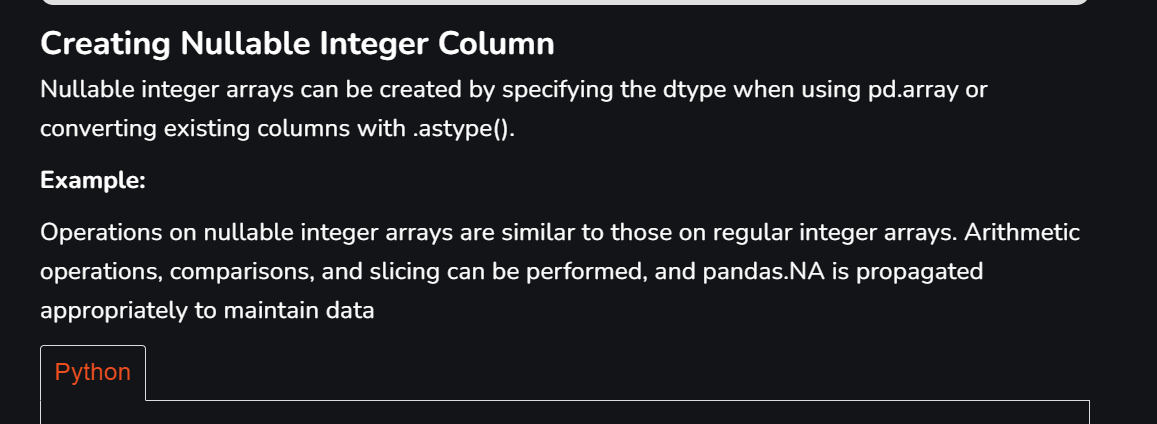 Creating Nullable Integer Column
Nullable integer arrays can be created by specifying the dtype when using pd.array or
converting existing columns with .astype().
Example:
Operations on nullable integer arrays are similar to those on regular integer arrays. Arithmetic
operations, comparisons, and slicing can be performed, and pandas.NA is propagated
appropriately to maintain data
Python